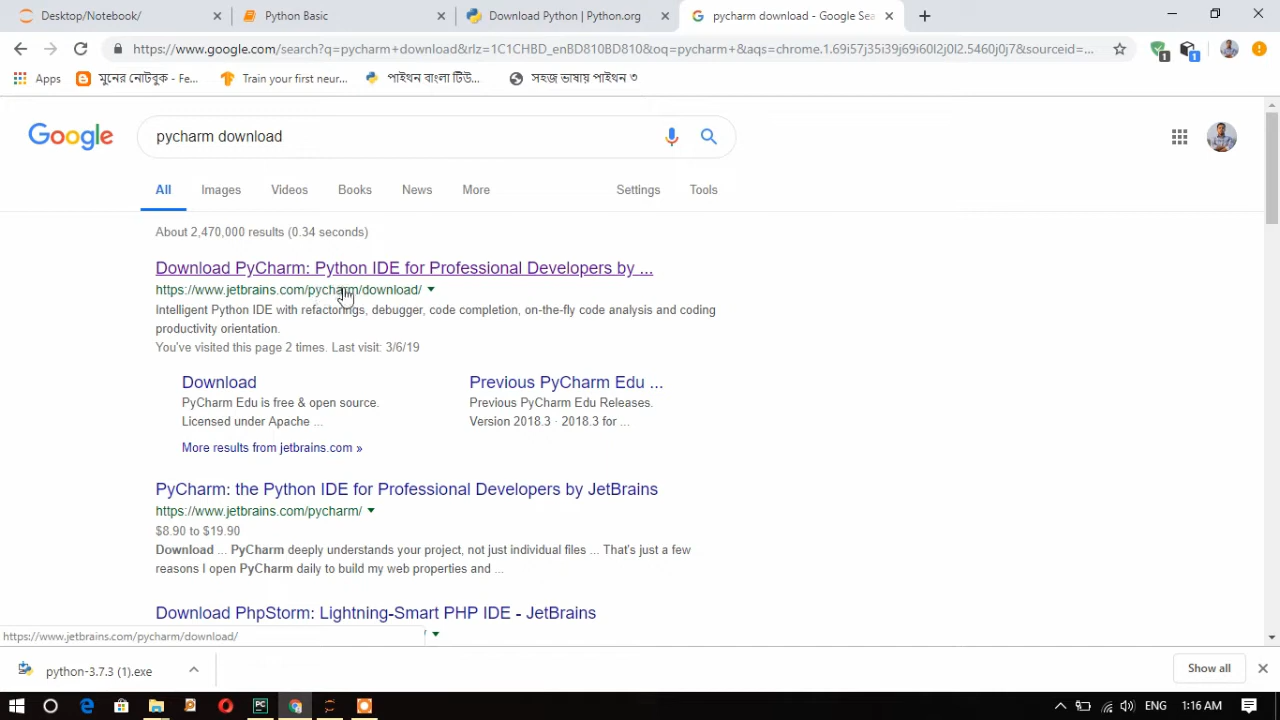 Desktop/Notebook/
Python Basic
Download Python | Python.org
pycharm download - Google Sea
https://www.google.com/search?q=pycharm+download&rlz=1C1CHBD_enBD810BD810&oq=pycharm+&aqs=chrome.1.69i57j35i39j69i60l2j0l2.5460j0j7&sourceid=...
1
1
Apps
মুনের নোটবুক - Fe...
Train your first neur...
পাইথন বাংলা টিউ...
সহজ ভাষায় পাইথন ৩
Google
pycharm download
All
Images
Videos
Books
News
More
Settings
Tools
About 2,470,000 results (0.34 seconds)
Download PyCharm: Python IDE for Professional Developers by ...
https://www.jetbrains.com/pycharm/download/
Intelligent Python IDE with refactorings, debugger, code completion, on-the-fly code analysis and coding
productivity orientation.
You've visited this page 2 times. Last visit: 3/6/19
Download
PyCharm Edu is free & open source.
Licensed under Apache ...
Previous PyCharm Edu ...
Previous PyCharm Edu Releases.
Version 2018.3 · 2018.3 for ...
More results from jetbrains.com »
PyCharm: the Python IDE for Professional Developers by JetBrains
https://www.jetbrains.com/pycharm/
$8.90 to $19.90
Download ... PyCharm deeply understands your project, not just individual files ... That's just a few
reasons I open PyCharm daily to build my web properties and ...
Download PhpStorm: Lightning-Smart PHP IDE - JetBrains
https://www.jetbrains.com/pycharm/download/
python-3.7.3 (1).exe
Show all
PC
ENG
1:16 AM